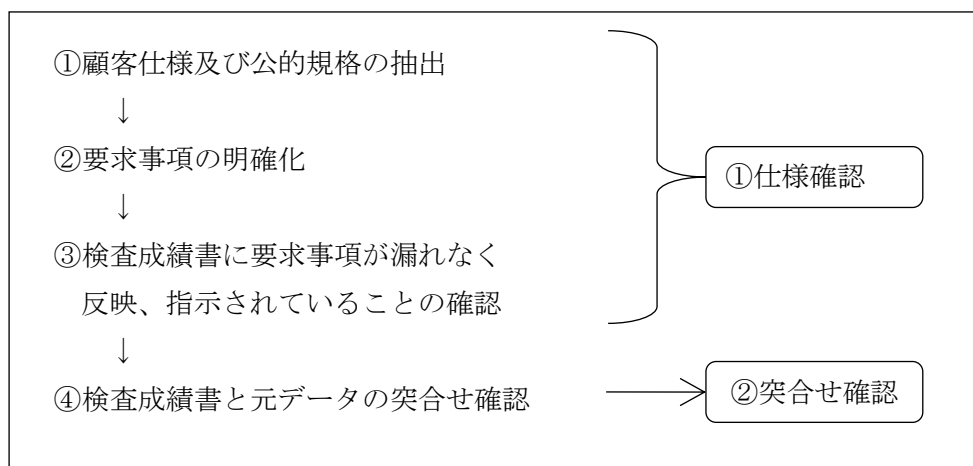 ①顧客仕様及び公的規格の抽出
↓
②要求事項の明確化
↓
③検査成績書に要求事項が漏れなく
反映、指示されていることの確認
↓
④検査成績書と元データの突合せ確認
①仕様確認
②突合せ確認